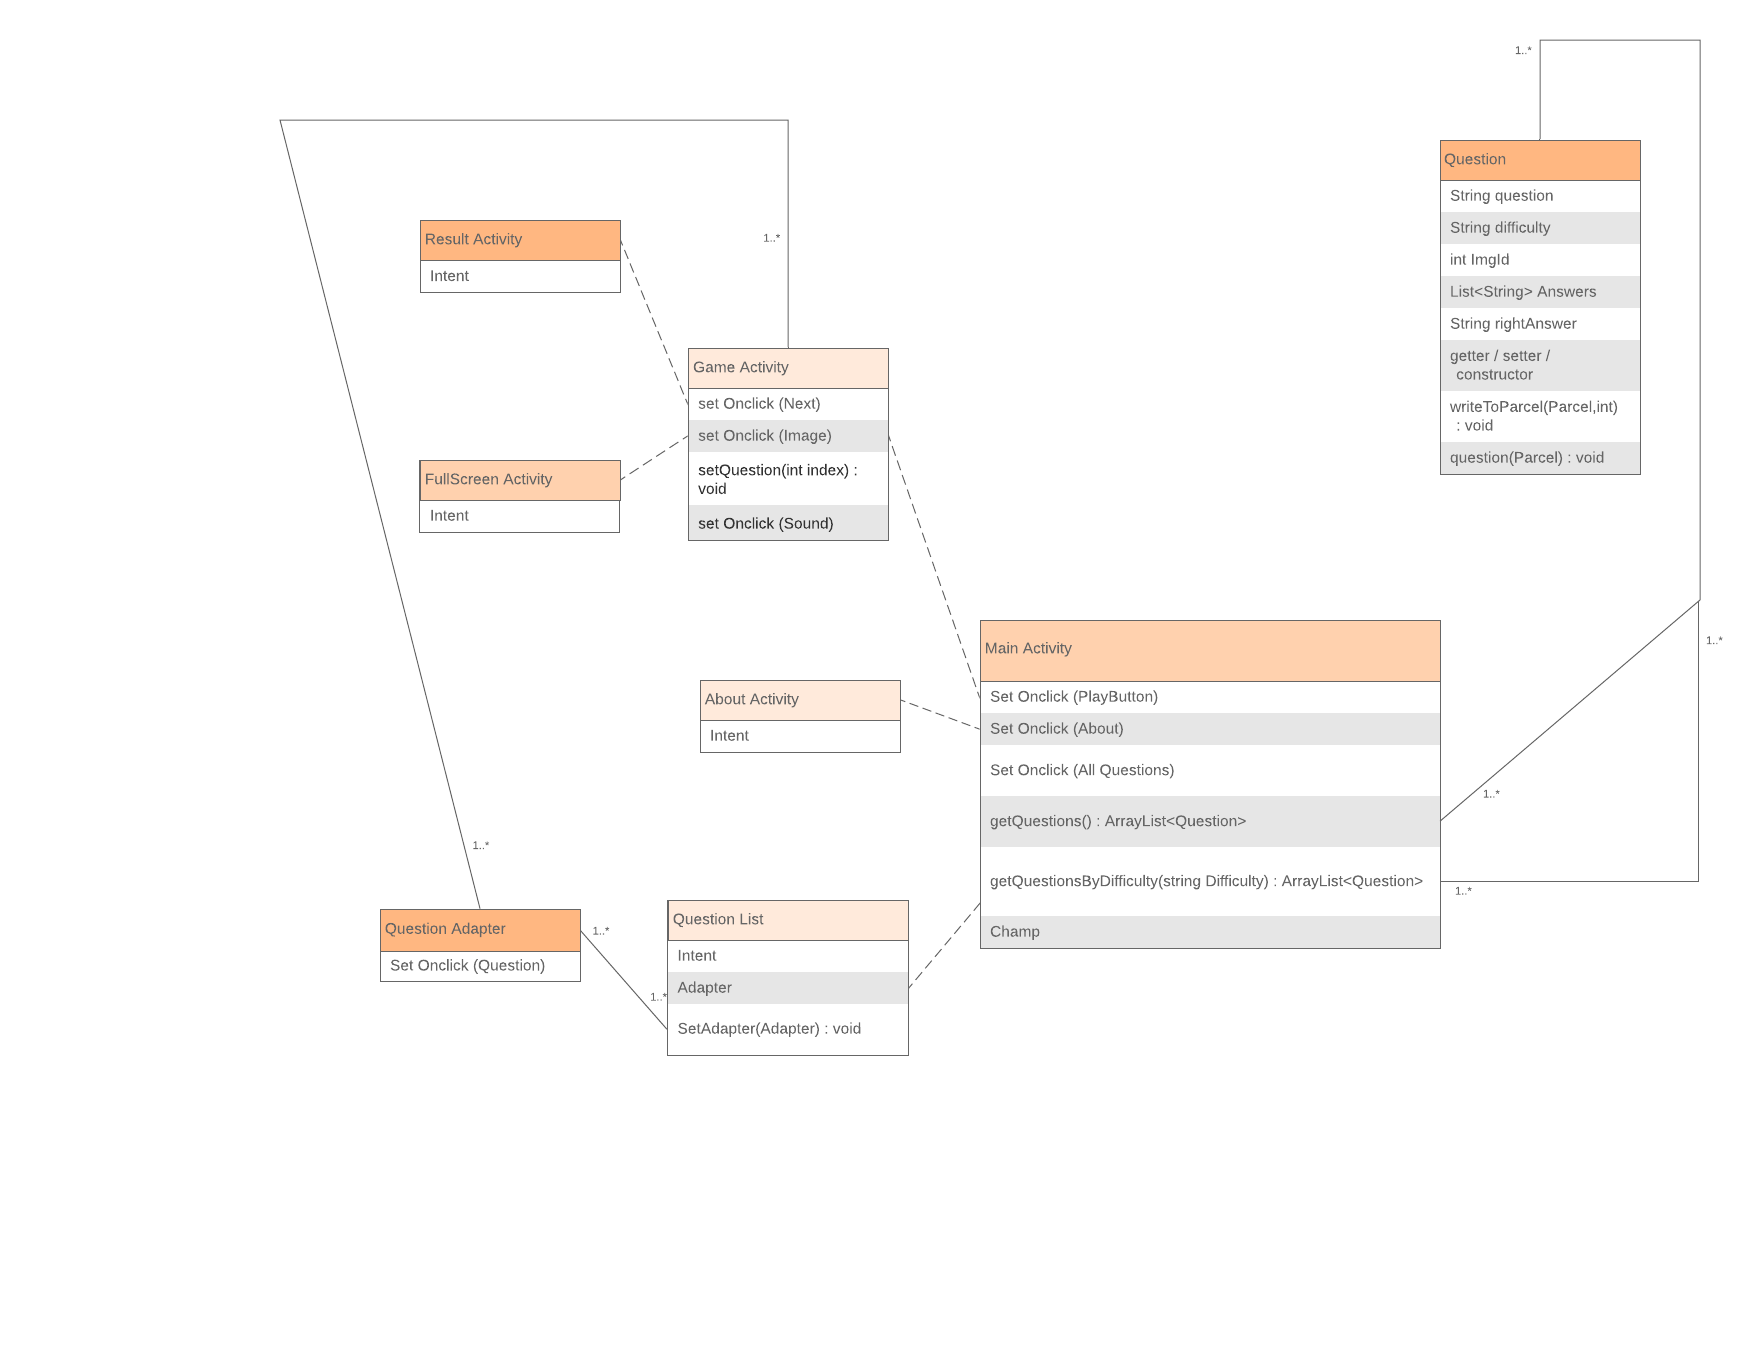 1..*
Question
String question
String difficulty
int ImgId
List<String> Answers
String rightAnswer
getter / setter /
constructor
writeToParcel(Parcel,int)
: void
question(Parcel) : void
1..*
Result Activity
Intent
Game Activity
set Onclick (Next)
set Onclick (Image)
setQuestion(int index) :
void
set Onclick (Sound)
FullScreen Activity
Intent
Main Activity
Set Onclick (PlayButton)
Set Onclick (About)
Set Onclick (All Questions)
getQuestions() : ArrayList<Question>
getQuestionsByDifficulty(string Difficulty) : ArrayList<Question>
Champ
1..*
1..*
1..*
About Activity
Intent
1..*
Question Adapter
Set Onclick (Question)
1..*
1..*
Question List
Intent
Adapter
SetAdapter(Adapter) : void